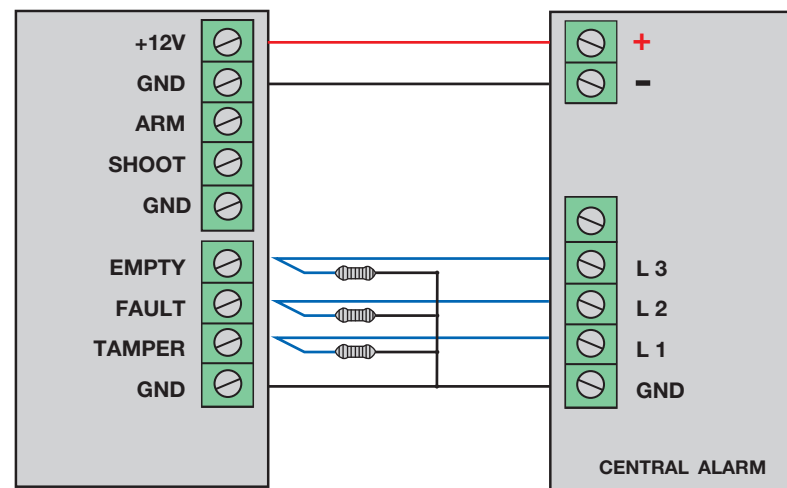 +12V
GND
ARM
SHOOT
GND
EMPTY
FAULT
TAMPER
GND
+
-
L 3
L 2
L 1
GND
CENTRAL ALARM